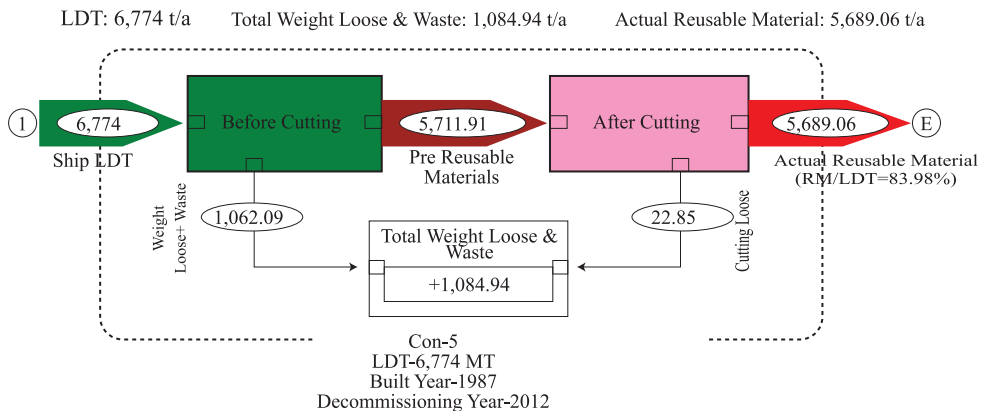 LDT: 6,774 t/a
Total Weight Loose & Waste: 1,084.94 t/a
Actual Reusable Material: 5,689.06 t/a
1
6,774
Ship LDT
Before Cutting
5,711.91
Pre Reusable
Materials
After Cutting
5,689.06
E
Actual Reusable Material
(RM/LDT=83.98%)
1,062.09
Weight
Loose+ Waste
22.85
Cutting Loose
Total Weight Loose &
Waste
+1,084.94
Con-5
LDT-6,774 MT
Built Year-1987
Decommissioning Year-2012